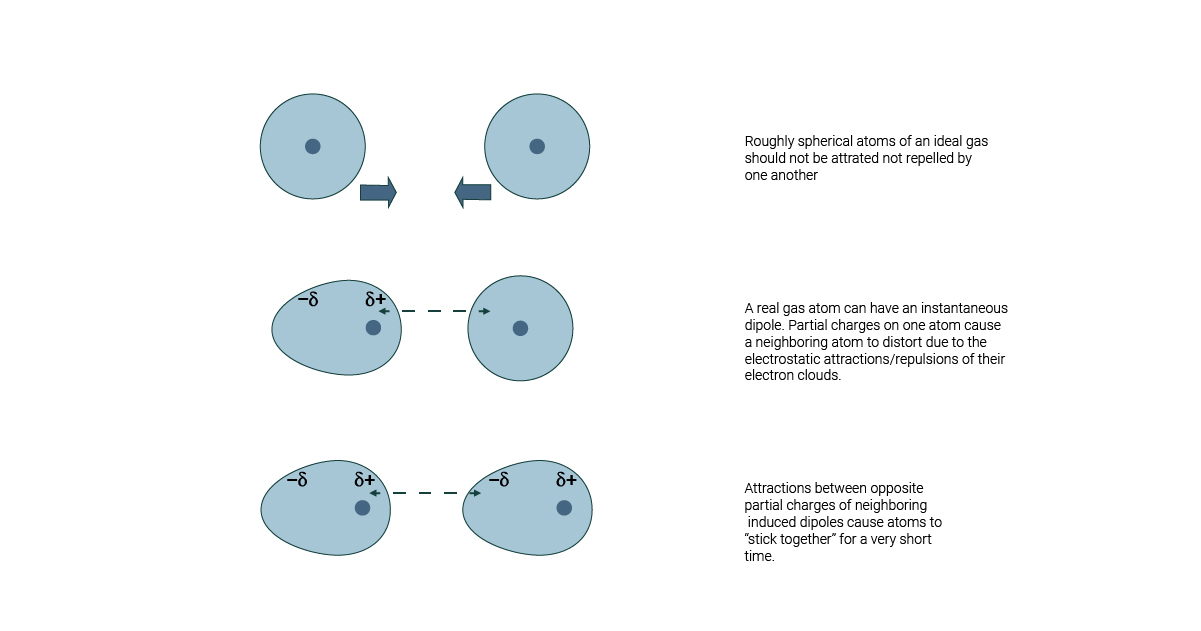 Roughly spherical atoms of an ideal gas
should not be attrated not repelled by
one another
−δ δ+
A real gas atom can have an instantaneous
dipole. Partial charges on one atom cause
a neighboring atom to distort due to the
electrostatic attractions/repulsions of their
electron clouds.
−δ δ+ −δ δ+
Attractions between opposite
partial charges of neighboring
induced dipoles cause atoms to
“stick together” for a very short
time.